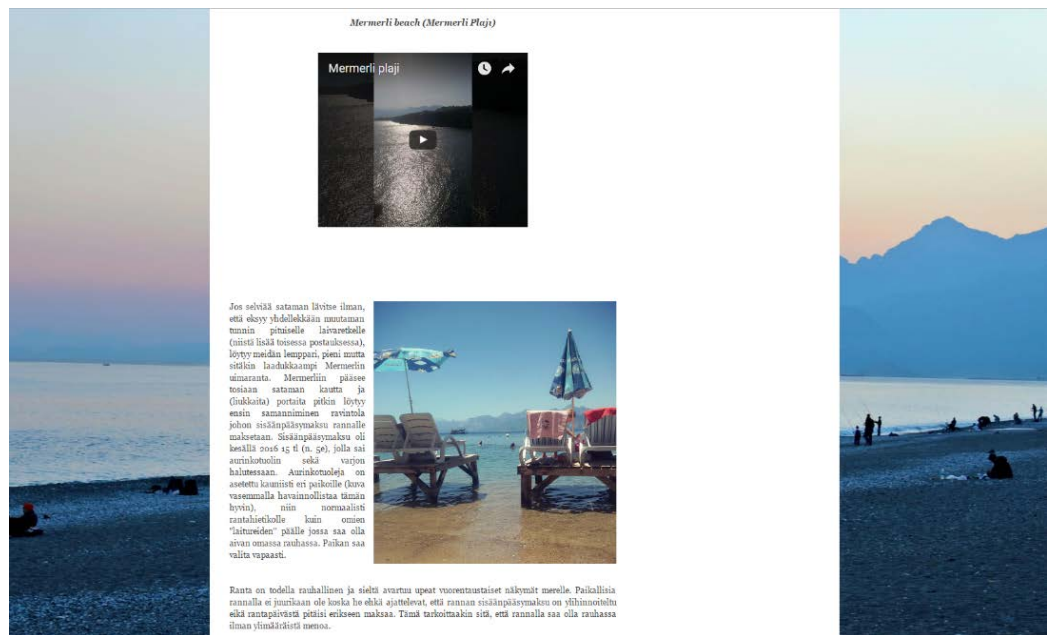 Mermerli beach (Mermerli Plajı)
Mermerli plaji
Jos selviää sataman lävitse ilman,
että eksyy yhdellekkään muutaman
tunnin pituiselle laivaretkelle
(niistä lisää toisessa postauksessa),
löytyy meidän lemppari, pieni mutta
sitäkin laadukkaampi Mermerlin
uimaranta. Mermerliin pääsee
tosiaan sataman kautta ja
(liukkaita) portaita pitkin löytyy
ensin samanniminen ravintola
johon sisäänpääsymaksu rannalle
maksetaan. Sisäänpääsymaksu oli
kesällä 2016 15 tl (n. 5e), jolla sai
aurinkotuolin sekä varjon
halutessaan. Aurinkotuoleja on
asetettu kauniisti eri paikoille (kuva
vasemmalla havainnollistaa tämän
hyvin), niin normaalisti
rantahietikolle kuin omien
"laitureiden" päälle jossa saa olla
aivan omassa rauhassa. Paikan saa
valita vapaasti.
Ranta on todella rauhallinen ja sieltä avartuu upeat vuorentaustaiset näkymät merelle. Paikallisia
rannalla ei juurikaan ole koska he ehkä ajattelevat, että rannan sisäänpääsymaksu on ylihinnoiteltu
eikä rantapäivästä pitäisi erikseen maksaa. Tämä tarkoittaakin sitä, että rannalla saa olla rauhassa
ilman ylimääräistä menoa.